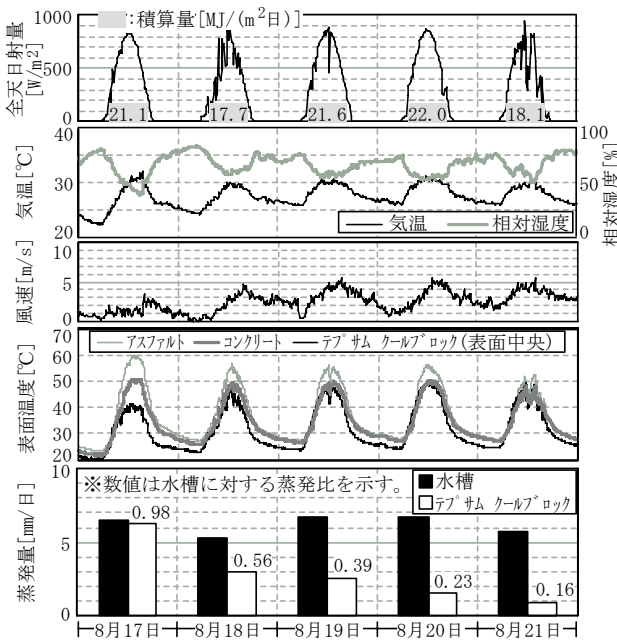 全天日射量
[W/m2]
1000
500
0
:積算量[MJ/(m²日)]
21.1
17.7
21.6
22.0
18.1
気温[℃]
40
30
20
気温
相対湿度
100
50
0
相対湿度[%]
風速[m/s]
10
5
0
表面温度[℃]
70
60
50
40
30
20
アスファルト
コンクリート
テプサム クールブロック(表面中央)
蒸発量[mm/日]
10
5
0
※数値は水槽に対する蒸発比を示す。
水槽
テプサム クールブロック
0.98
0.56
0.39
0.23
0.16
8月17日
8月18日
8月19日
8月20日
8月21日